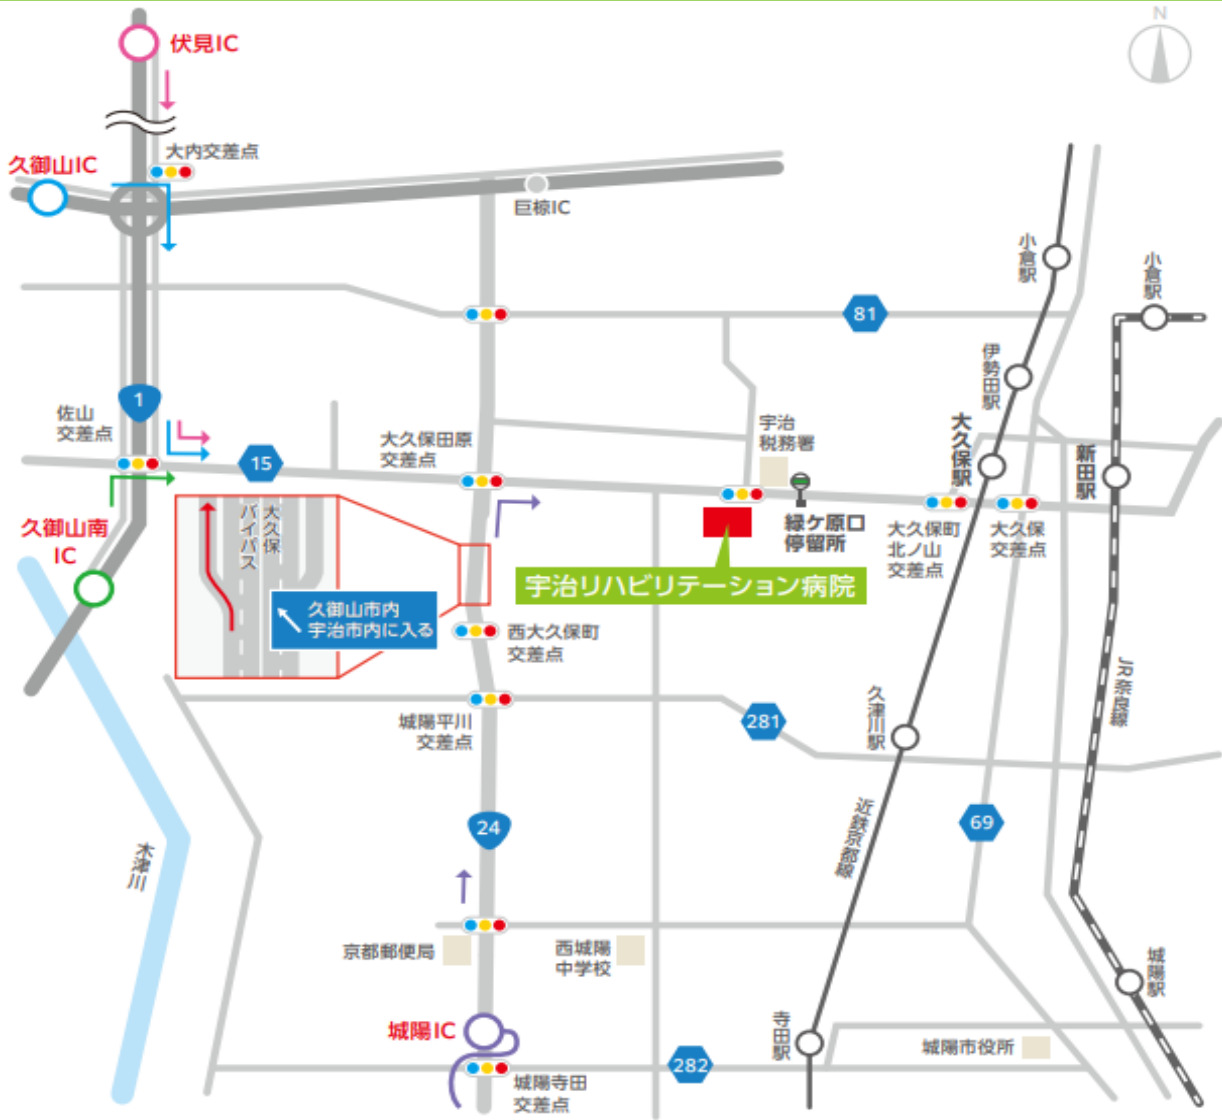 N
伏見IC
大内交差点
久御山IC
巨椋IC
小倉駅
小倉駅
81
伊勢田駅
1
佐山
交差点
大久保田原
交差点
宇治
税務署
大久保駅
新田駅
15
久御山南
IC
大久保
バイパス
緑ケ原口
停留所
大久保町
北ノ山
交差点
大久保
交差点
宇治リハビリテーション病院
久御山市内
宇治市内に入る
西大久保町
交差点
JR奈良線
城陽平川
交差点
281
久津川駅
24
69
近鉄京都線
木津川
京都郵便局
西城陽
中学校
城陽駅
城陽IC
寺田駅
城陽市役所
282
城陽寺田
交差点